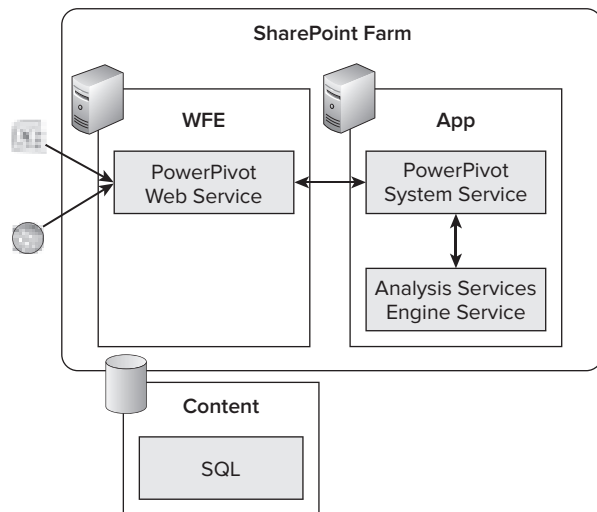 SharePoint Farm
WFE
App
PowerPivot
Web Service
PowerPivot
System Service
Analysis Services
Engine Service
Content
SQL